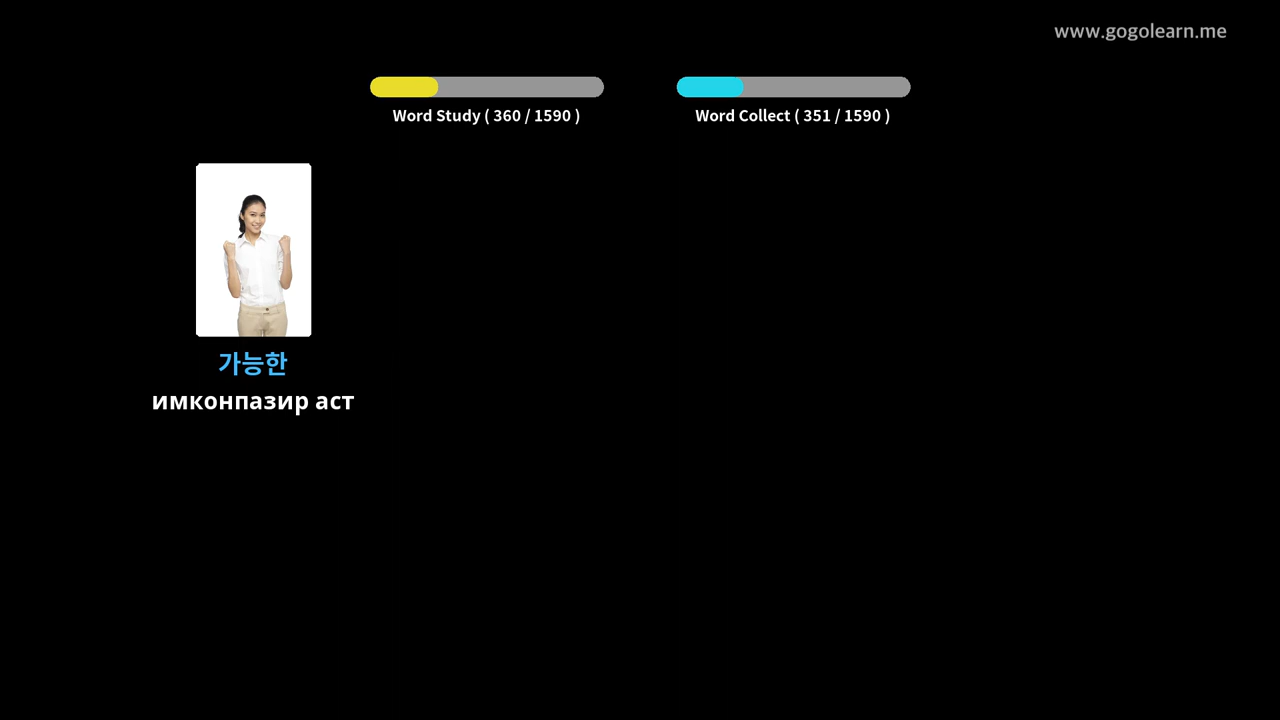 www.gogolearn.me
Word Study ( 360 / 1590 )
Word Collect ( 351 / 1590 )
가능한
имконпазир аст